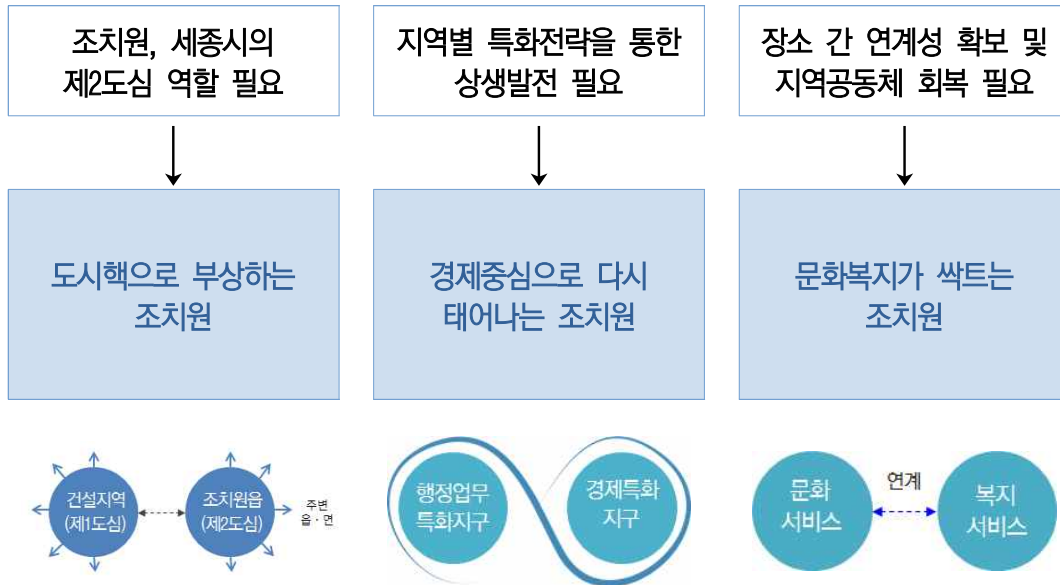 조치원, 세종시의
제2도심 역할 필요
지역별 특화전략을 통한
상생발전 필요
장소 간 연계성 확보 및
지역공동체 회복 필요
도시핵으로 부상하는
조치원
경제중심으로 다시
태어나는 조치원
문화복지가 싹트는
조치원
건설지역
(제1도심)
조치원읍
(제2도심)
주변
읍·면
행정업무
특화지구
경제특화
지구
문화
서비스
연계
복지
서비스